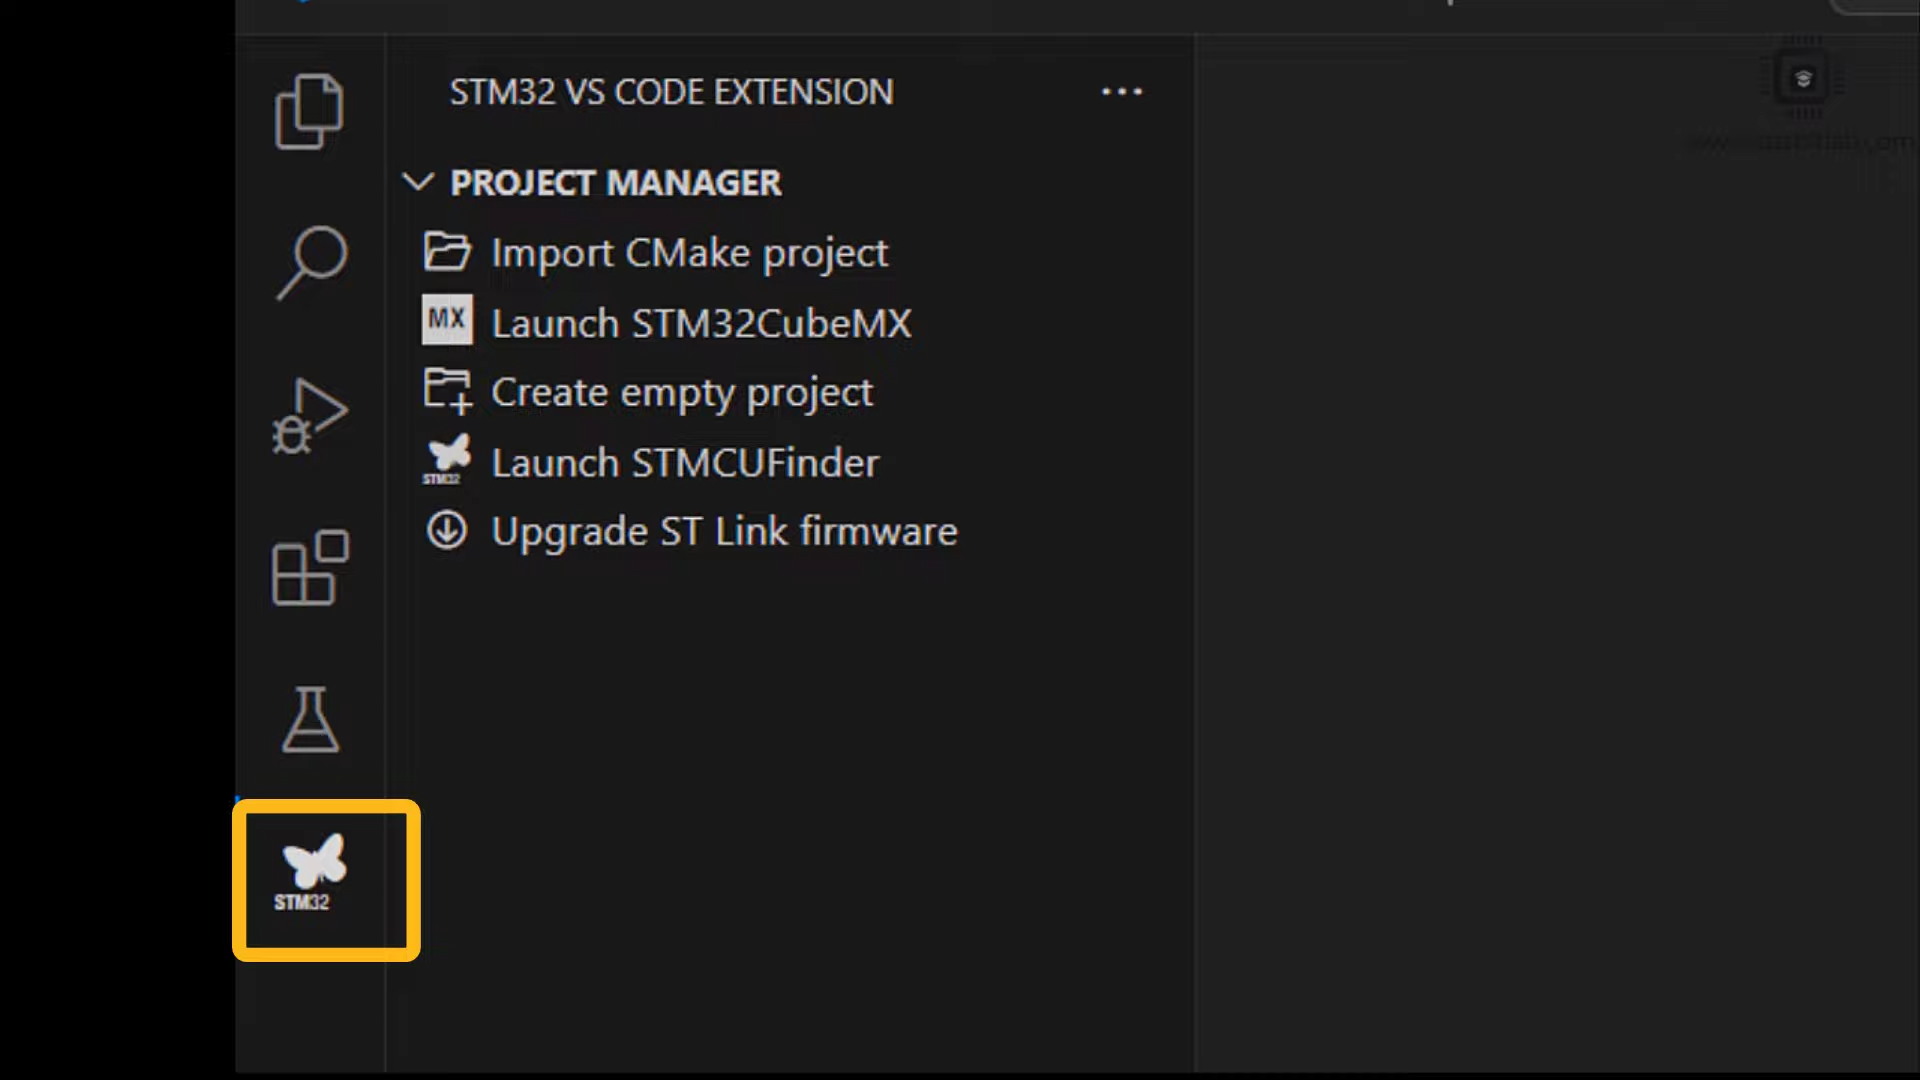 STM32 VS CODE EXTENSION
PROJECT MANAGER
Import CMake project
MX Launch STM32CubeMX
Create empty project
STM32 Launch STMCUFinder
Upgrade ST Link firmware
STM32